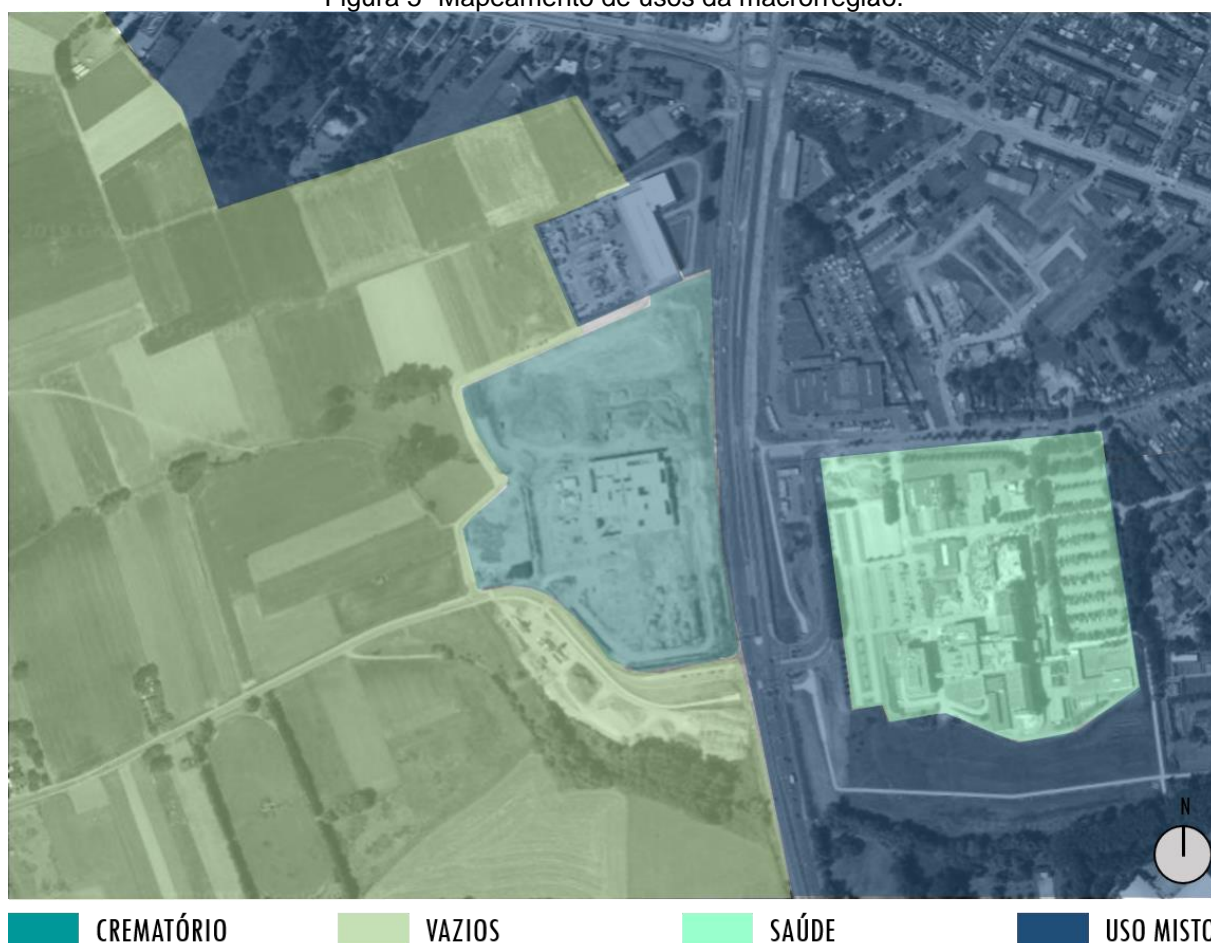 Figura 5- Mapeamento de usos da macrorregião.
N
CREMATÓRIO VAZIOS SAÚDE USO MISTO